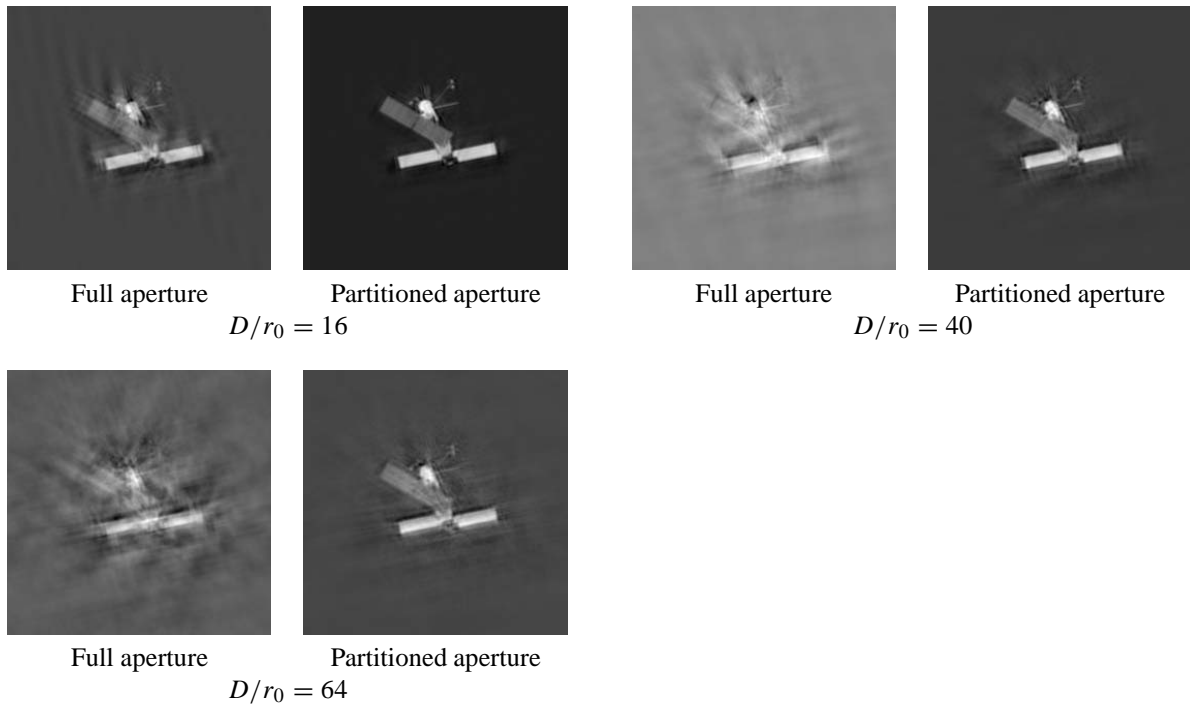 Full aperture Partitioned aperture
D/r₀ = 16
Full aperture Partitioned aperture
D/r₀ = 40
Full aperture Partitioned aperture
D/r₀ = 64